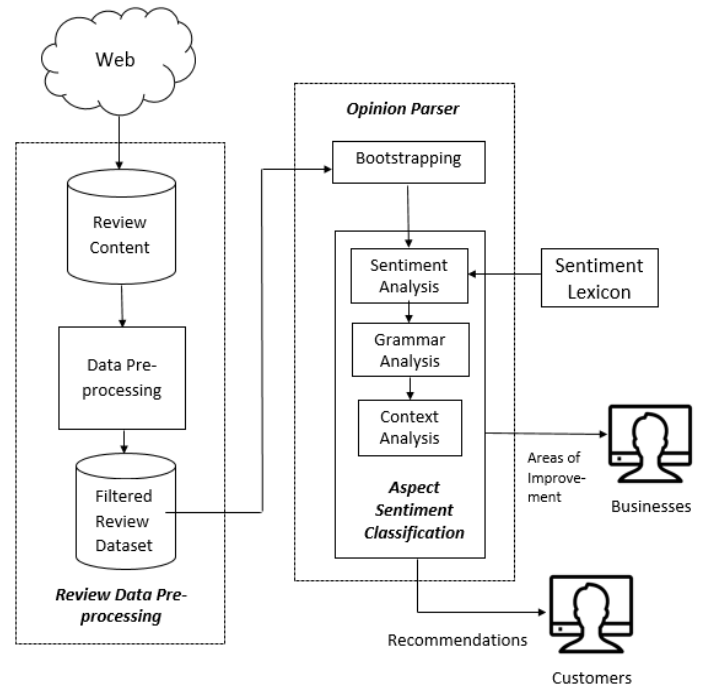 Web
Review
Content
Data Pre-
processing
Filtered
Review
Dataset
Review Data Pre-
processing
Opinion Parser
Bootstrapping
Sentiment
Analysis
Grammar
Analysis
Context
Analysis
Aspect
Sentiment
Classification
Sentiment
Lexicon
Areas of
Improve-
ment
Businesses
Recommendations
Customers